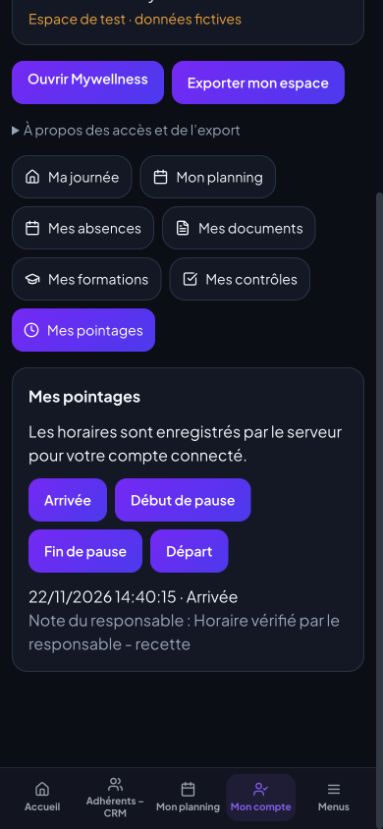 Espace de test · données fictives
Ouvrir Mywellness
Exporter mon espace
À propos des accès et de l'export
Ma journée
Mon planning
Mes absences
Mes documents
Mes formations
Mes contrôles
Mes pointages
Mes pointages
Les horaires sont enregistrés par le serveur
pour votre compte connecté.
Arrivée
Début de pause
Fin de pause
Départ
22/11/2026 14:40:15 · Arrivée
Note du responsable : Horaire vérifié par le
responsable - recette
Accueil
Adhérents –
CRM
Mon planning
Mon compte
Menus